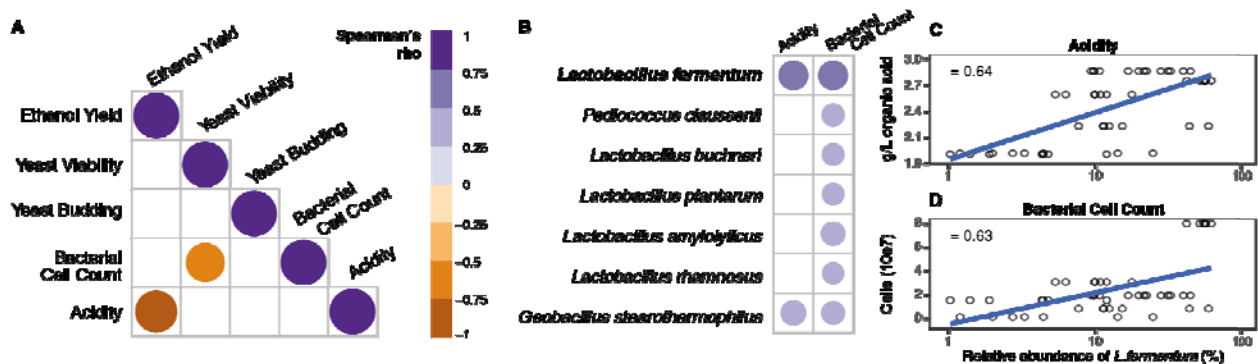 A
Spearman's
rho
Ethanol Yield
Yeast Viability
Yeast Budding
Bacterial
Cell Count
Acidity
Ethanol Yield
Yeast Viability
Yeast Budding
Bacterial
Cell Count
Acidity
1
0.75
0.5
0.25
0
−0.25
−0.5
−0.75
−1
B
Acidity
Bacterial
Cell Count
Lactobacillus fermentum
Pediococcus claussenii
Lactobacillus buchneri
Lactobacillus plantarum
Lactobacillus amylolyticus
Lactobacillus rhamnosus
Geobacillus stearothermophilus
C
Acidity
= 0.64
g/L organic acid
3.0
2.7
2.4
2.1
1.8
1
10
100
D
Bacterial Cell Count
= 0.63
Cells (10e7)
8
6
4
2
0
1
10
100
Relative abundance of L.fermentum (%)